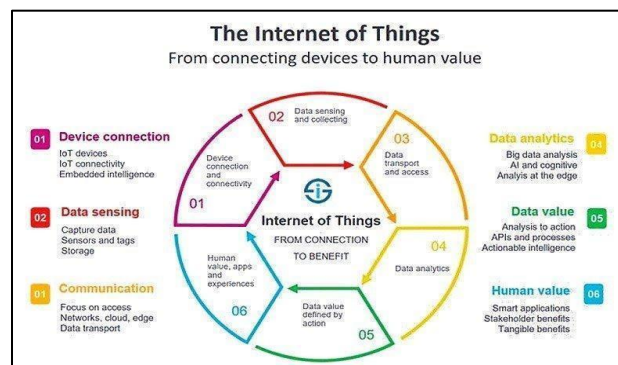 The Internet of Things
From connecting devices to human value
01 Device connection
IoT devices
IoT connectivity
Embedded intelligence
02 Data sensing
Capture data
Sensors and tags
Storage
01 Communication
Focus on access
Networks, cloud, edge
Data transport
Device connection
and
connectivity
01
02
Data sensing
and collecting
03
Data
transport
and access
04
Data analytics
Data value
defined by
action
05
Human
value, apps
and
experiences
06
Internet of Things
FROM CONNECTION
TO BENEFIT
Data analytics 04
Big data analysis
AI and cognitive
Analyis at the edge
Data value 05
Analysis to action
APIs and processes
Actionable intelligence
Human value 06
Smart applications
Stakeholder benefits
Tangible benefits